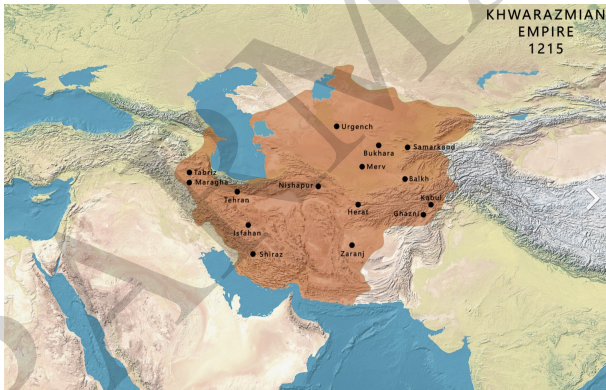 KHWARAZMIAN
EMPIRE
1215
Urgench
Bukhara
Samarkand
Merv
Tabriz
Maragha
Tehran
Nishapur
Balkh
Kabul
Herat
Ghazni
Isfahan
Shiraz
Zaranj